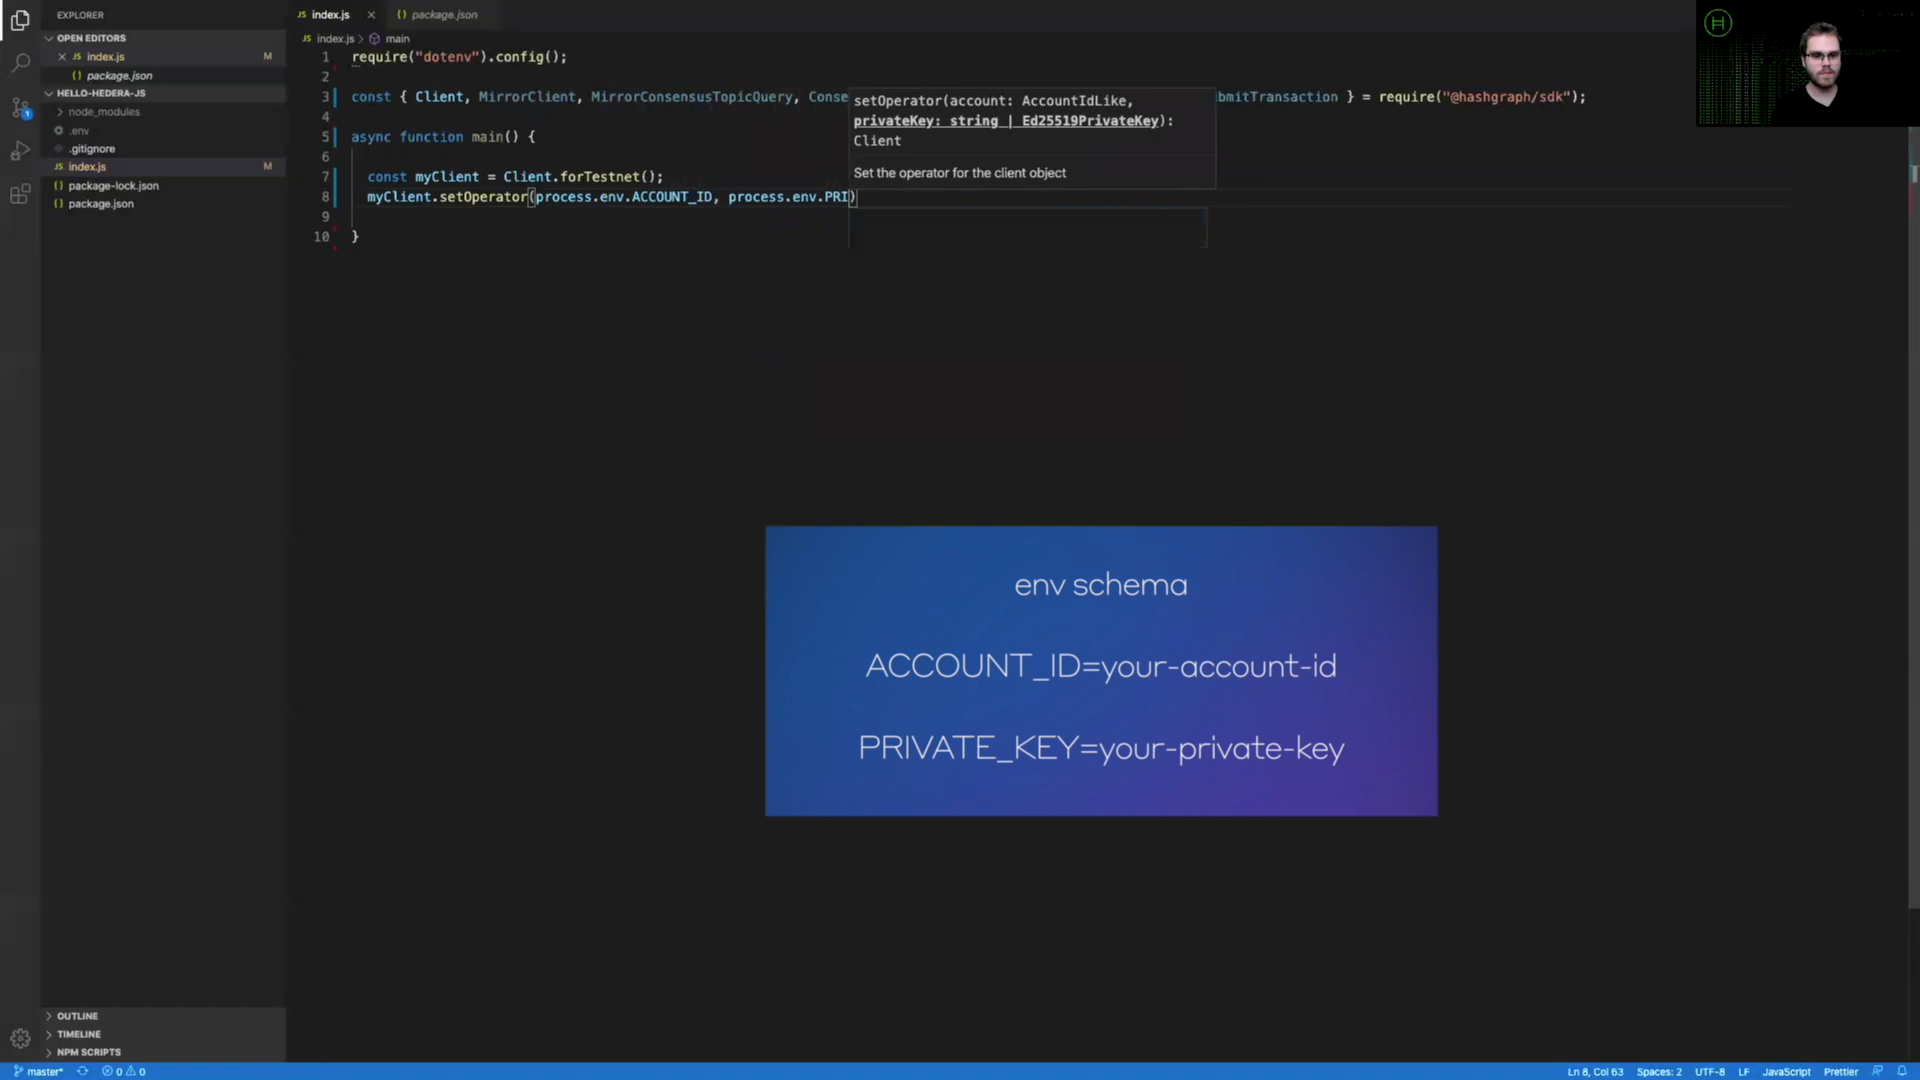 EXPLORER
OPEN EDITORS
index.js M
package.json
HELLO-HEDERA-JS
node_modules
.env
.gitignore
JS index.js M
package-lock.json
package.json
JS index.js
package.json
JS index.js > main
1 require("dotenv").config();
2
3 const { Client, MirrorClient, MirrorConsensusTopicQuery, Conse bmitTransaction } = require("@hashgraph/sdk");
4
5 async function main() {
6
7 const myClient = Client.forTestnet();
8 myClient.setOperator(process.env.ACCOUNT_ID, process.env.PRI)
9
10 }
setOperator(account: AccountIdLike,
privateKey: string | Ed25519PrivateKey):
Client
Set the operator for the client object
env schema
ACCOUNT_ID=your-account-id
PRIVATE_KEY=your-private-key
OUTLINE
TIMELINE
NPM SCRIPTS
master* 0 0 Ln 8, Col 63 Spaces: 2 UTF-8 LF JavaScript Prettier